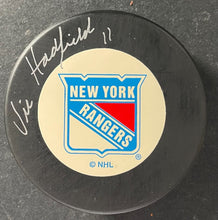 Vic Hadfield 11
NEW YORK
RANGERS
© NHL